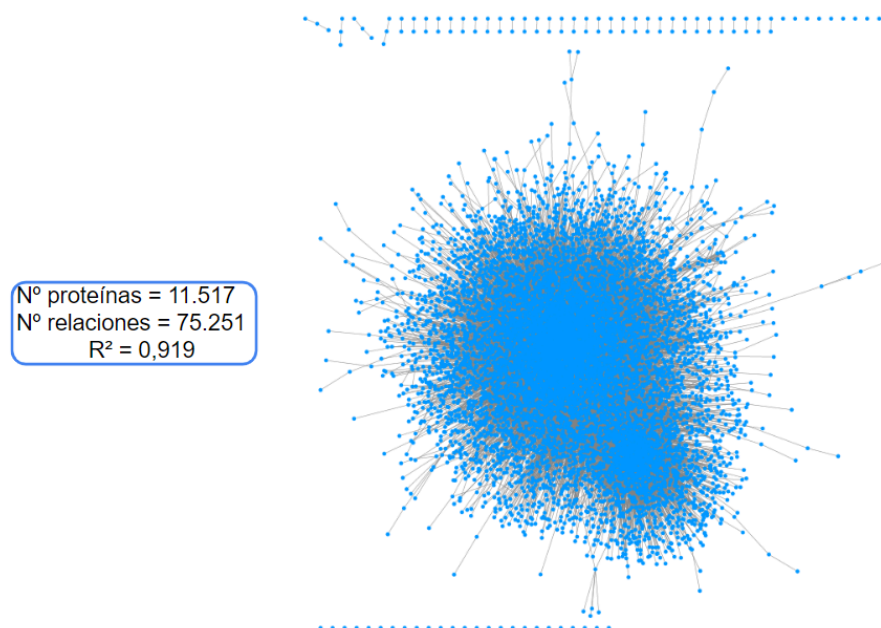 Nº proteínas = 11.517
Nº relaciones = 75.251
R² = 0,919